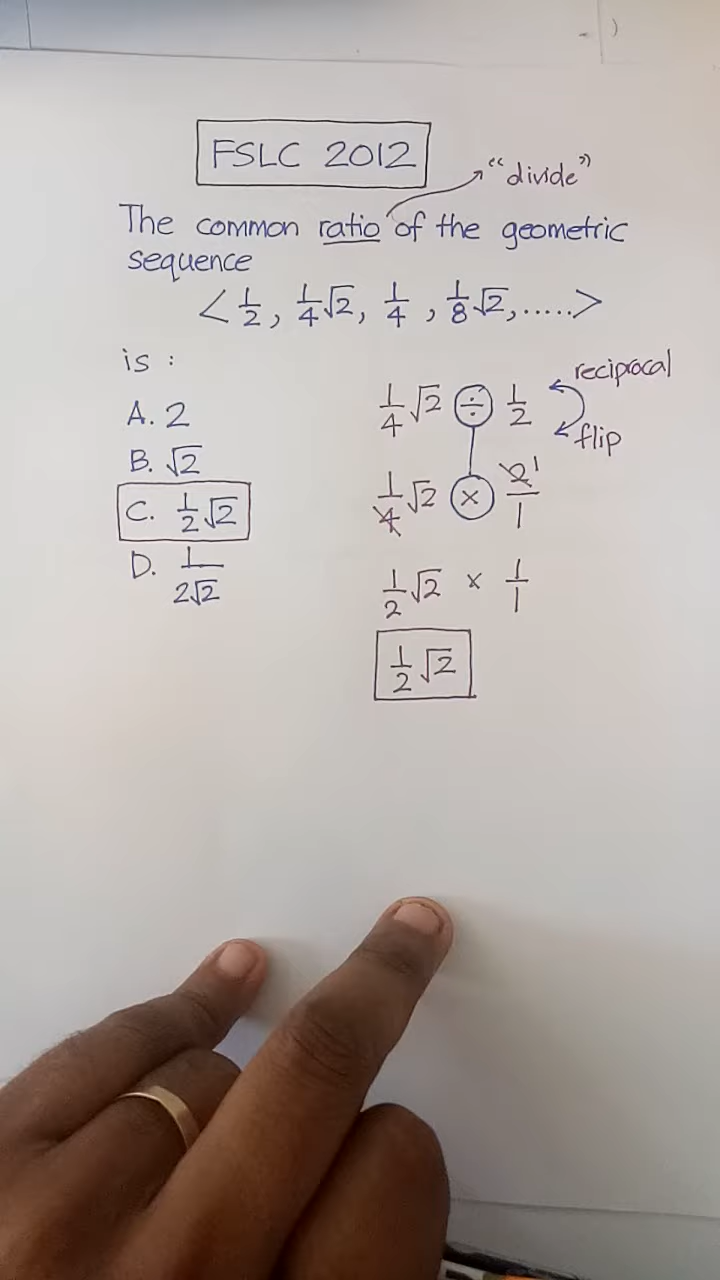 FSLC 2012
"divide"
The common ratio of the geometric
sequence
< 1/2, 1/4√2, 1/4, 1/8√2, .....>
is :
A. 2
B. √2
C. 1/2√2
D. 1/2√2
1/4√2 ÷ 1/2
reciprocal
flip
1/4√2 × 2 1/1
1/2√2 × 1/1
1/2√2